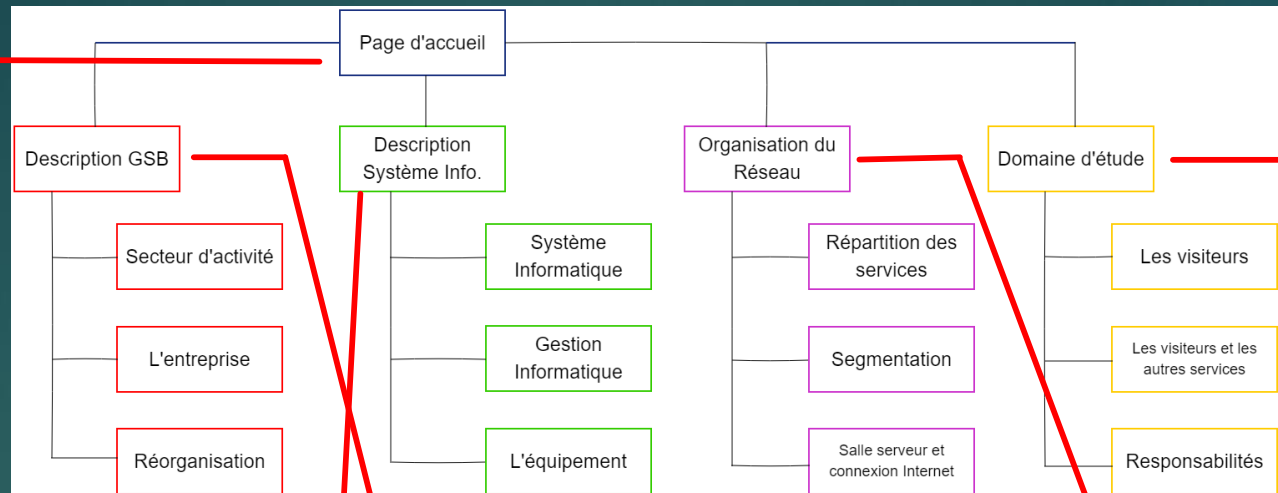 Page d'accueil
Description GSB
Description
Système Info.
Organisation du
Réseau
Domaine d'étude
Secteur d'activité
Système
Informatique
Répartition des
services
Les visiteurs
L'entreprise
Gestion
Informatique
Segmentation
Les visiteurs et les
autres services
Réorganisation
L'équipement
Salle serveur et
connexion Internet
Responsabilités